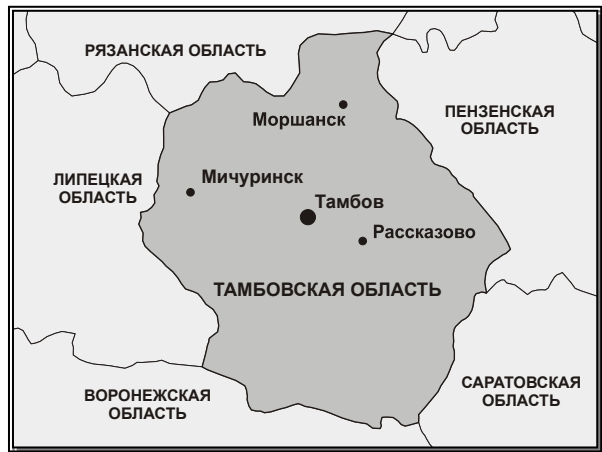 РЯЗАНСКАЯ ОБЛАСТЬ
Моршанск
ПЕНЗЕНСКАЯ
ОБЛАСТЬ
ЛИПЕЦКАЯ
ОБЛАСТЬ
Мичуринск
Тамбов
Рассказово
ТАМБОВСКАЯ ОБЛАСТЬ
ВОРОНЕЖСКАЯ
ОБЛАСТЬ
САРАТОВСКАЯ
ОБЛАСТЬ